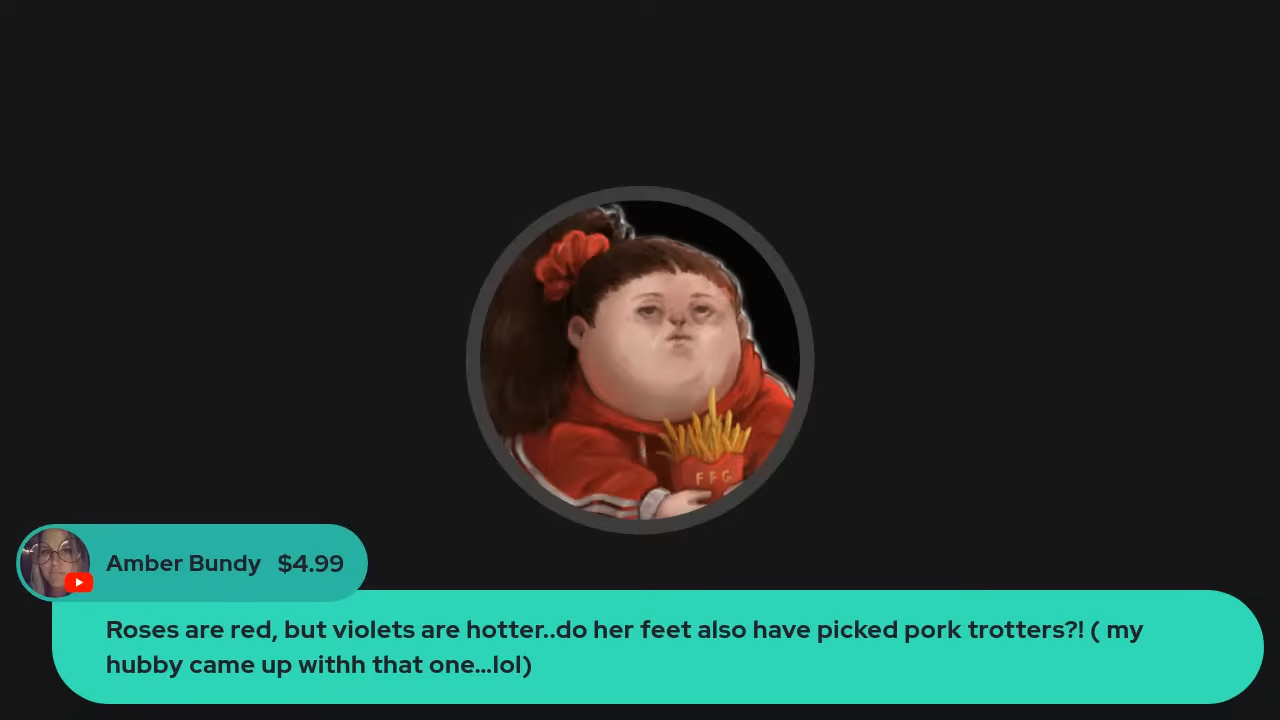 FFG
Amber Bundy $4.99
Roses are red, but violets are hotter..do her feet also have picked pork trotters?! ( my
hubby came up withh that one...lol)